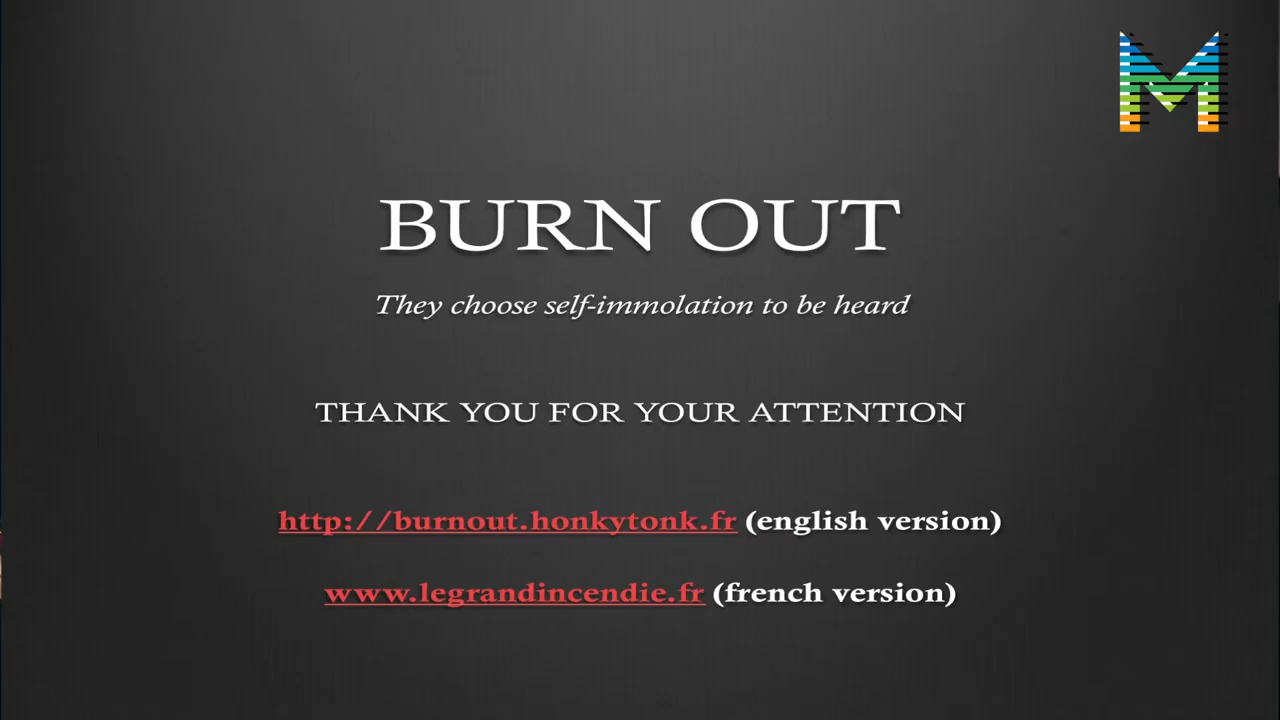 M
BURN OUT
They choose self-immolation to be heard
THANK YOU FOR YOUR ATTENTION
http://burnout.honkytonk.fr (english version)
www.legrandincendie.fr (french version)